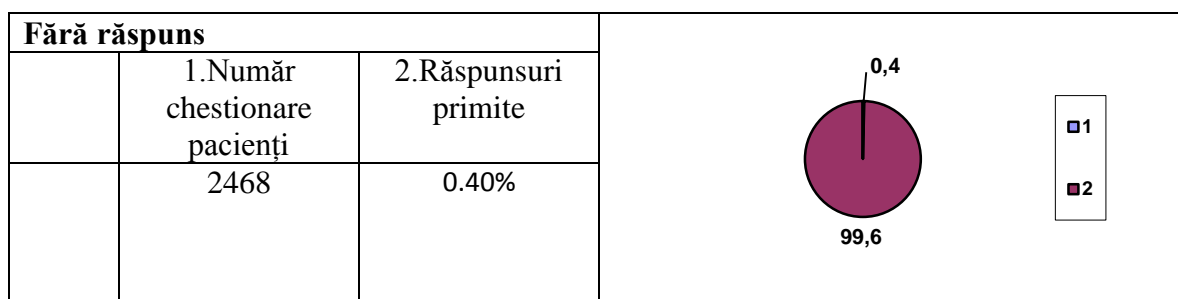 Fără răspuns
1.Număr
chestionare
pacienți
2.Răspunsuri
primite
2468
0.40%
0,4
99,6
1
2